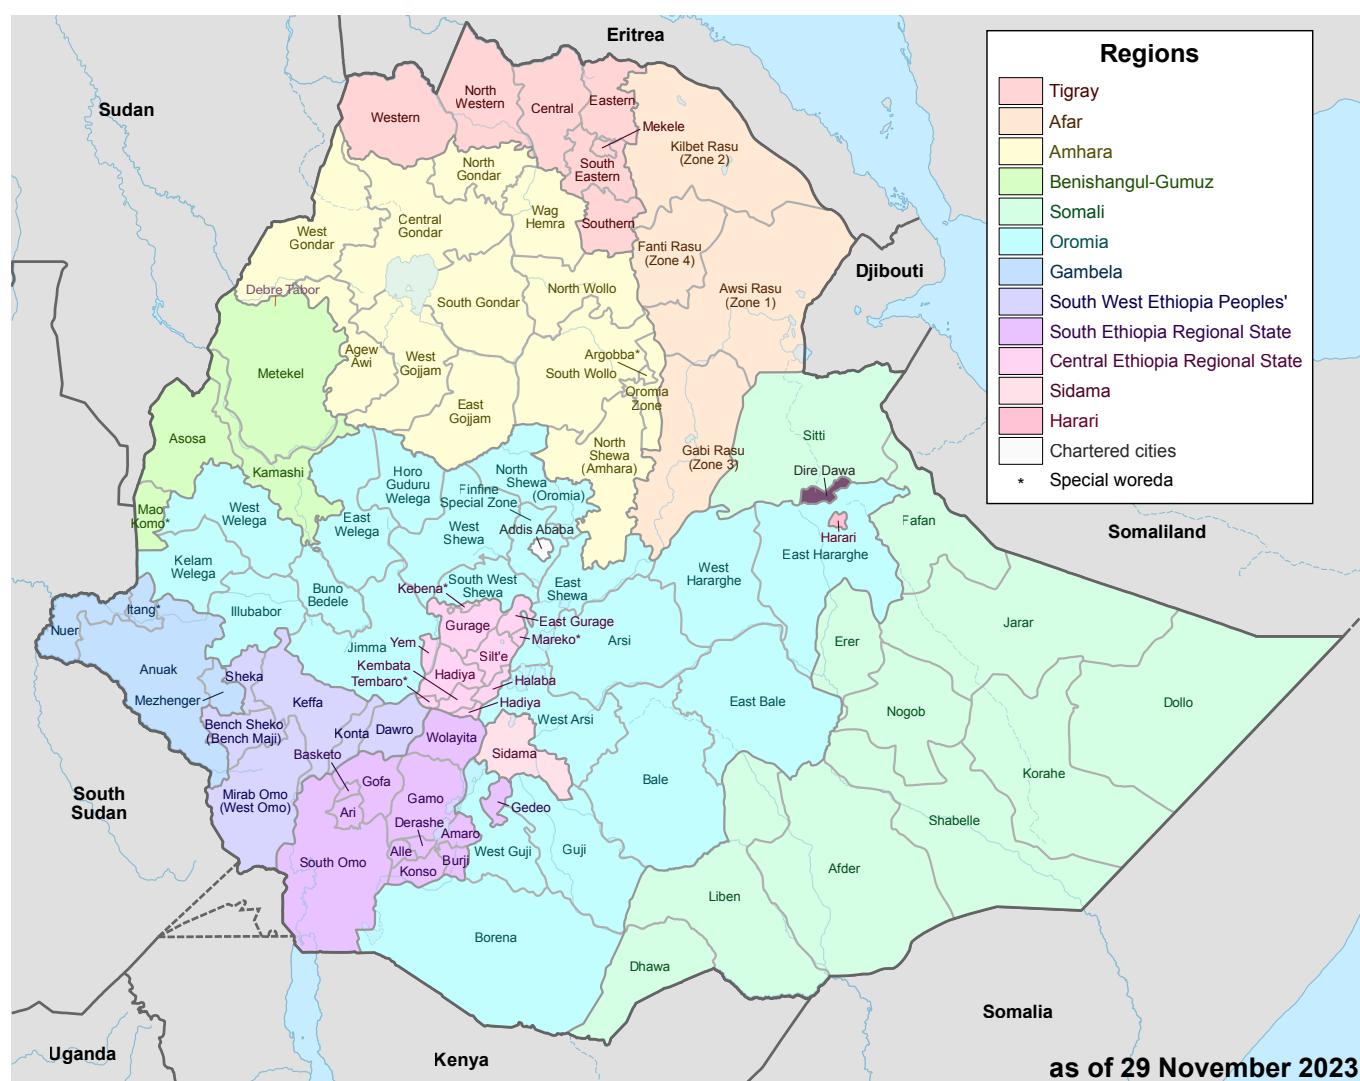 Eritrea
Sudan
Regions
Tigray
Afar
Amhara
Benishangul-Gumuz
Somali
Oromia
Gambela
South West Ethiopia Peoples'
South Ethiopia Regional State
Central Ethiopia Regional State
Sidama
Harari
Chartered cities
* Special woreda
Western
North
Western
Central
Eastern
Mekele
South
Eastern
Southern
Kilbet Rasu
(Zone 2)
North
Gondar
Wag
Hemra
Central
Gondar
West
Gondar
Fanti Rasu
(Zone 4)
Awsi Rasu
(Zone 1)
Djibouti
Debre Tabor
South Gondar
North Wollo
Agew
Awi
West
Gojjam
Argobba*
South Wollo
Oromia
Zone
Metekel
East
Gojjam
Asosa
North
Shewa
(Amhara)
Gabi Rasu
(Zone 3)
Sitti
Dire Dawa
Kamashi
Horo
Guduru
Welega
North
Shewa
(Oromia)
Finfine
Special Zone
Mao
Komo*
West
Welega
East
Welega
West
Shewa
Addis Ababa
Harari
East Hararghe
Fafan
Somaliland
Kelam
Welega
West
Hararghe
Buno
Bedele
South West
Shewa
Kebena*
East
Shewa
Itang*
Illubabor
Nuer
Gurage
East Gurage
Mareko*
Arsi
Jarar
Erer
Jimma
Yem
Silt'e
Kembata
Tembaro*
Hadiya
Halaba
Hadiya
Anuak
Sheka
Mezhenger
Keffa
East Bale
Nogob
Dollo
Bench Sheko
(Bench Maji)
Konta
Dawro
Wolayita
West Arsi
Sidama
Basketo
Gofa
Korahe
South
Sudan
Mirab Omo
(West Omo)
Ari
Gamo
Gedeo
Bale
Shabelle
Derashe
Amaro
Alle
Burji
Konso
West Guji
Guji
South Omo
Afder
Liben
Borena
Dhawa
Somalia
Uganda
Kenya
as of 29 November 2023